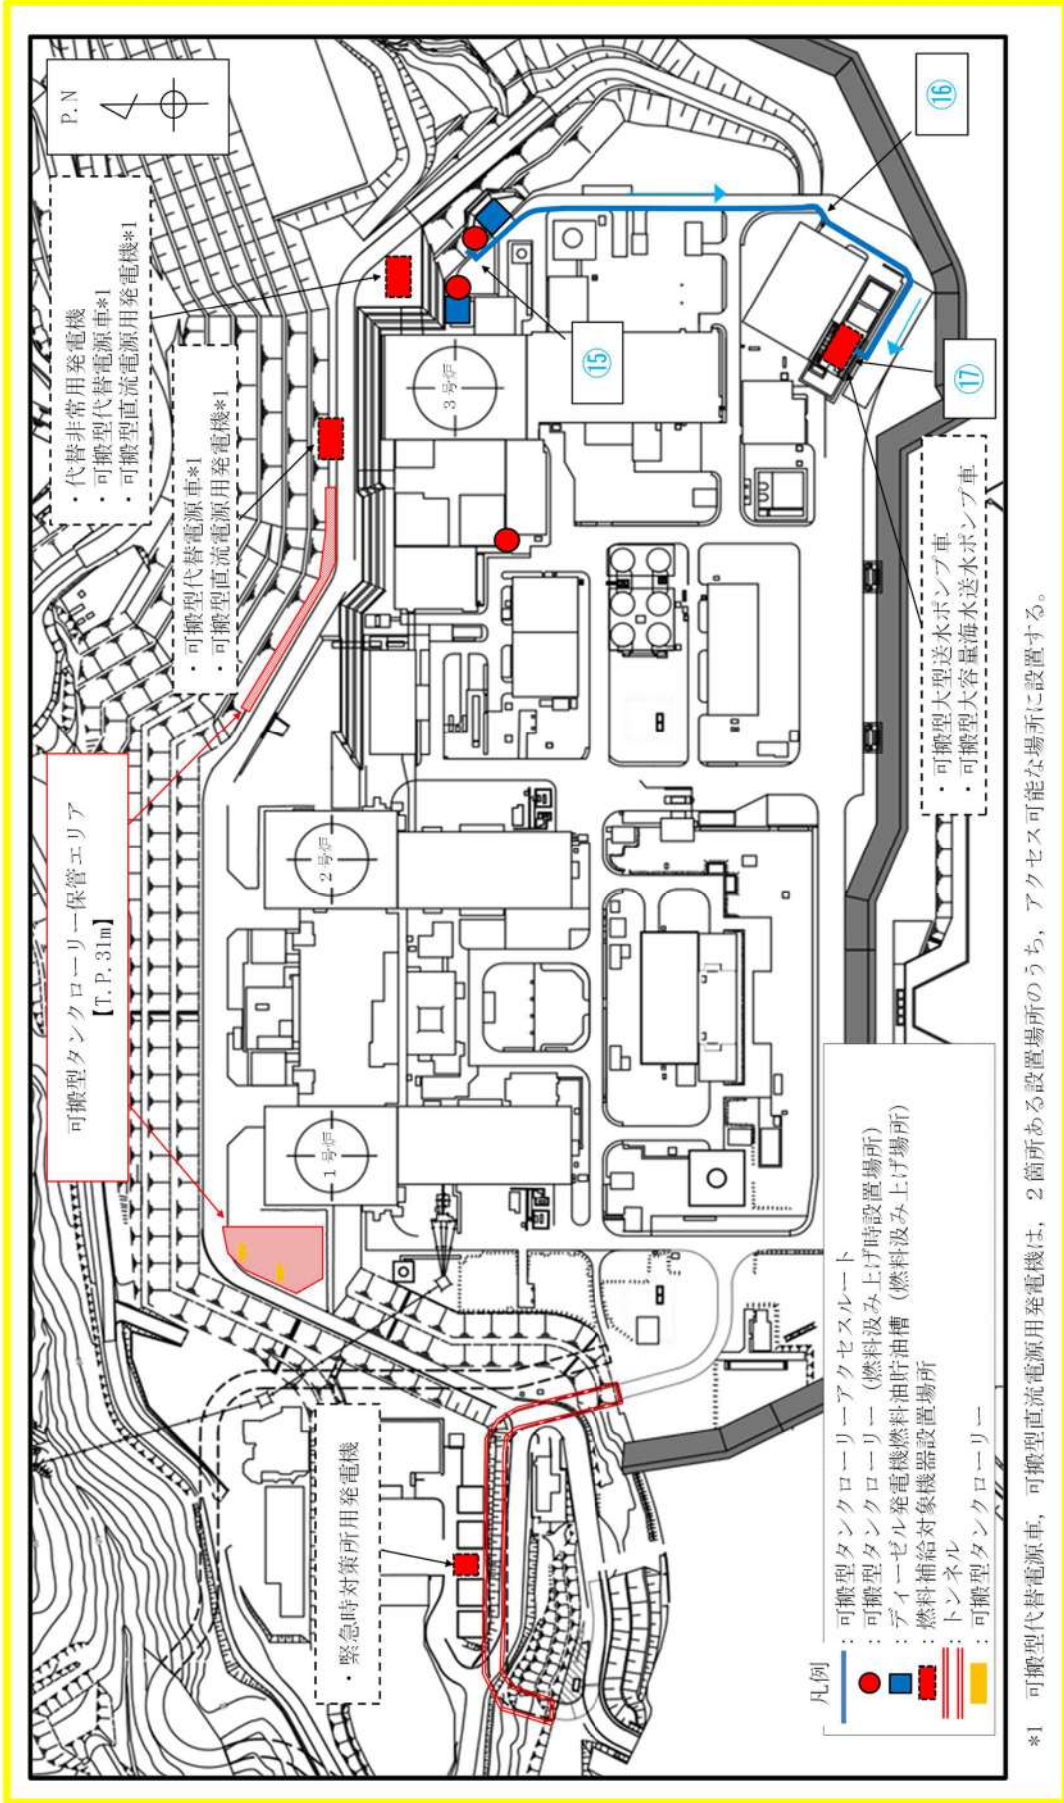 P.N
・代替非常用発電機
・可搬型代替電源車*1
・可搬型直流電源用発電機*1
・可搬型代替電源車*1
・可搬型直流電源用発電機*1
可搬型タンクローリー保管エリア
【T.P.31m】
・緊急時対策所用発電機
1号炉
2号炉
3号炉
⑮
⑯
⑰
・可搬型大型送水ポンプ車
・可搬型大容量海水送水ポンプ車
凡例
：可搬型タンクローリーアクセスルート
：可搬型タンクローリー（燃料汲み上げ時設置場所）
：ディーゼル発電機燃料油貯油槽（燃料汲み上げ場所）
：燃料補給対象機器設置場所
：トンネル
：可搬型タンクローリー
*1　可搬型代替電源車，可搬型直流電源用発電機は，2箇所ある設置場所のうち，アクセス可能な場所に設置する。